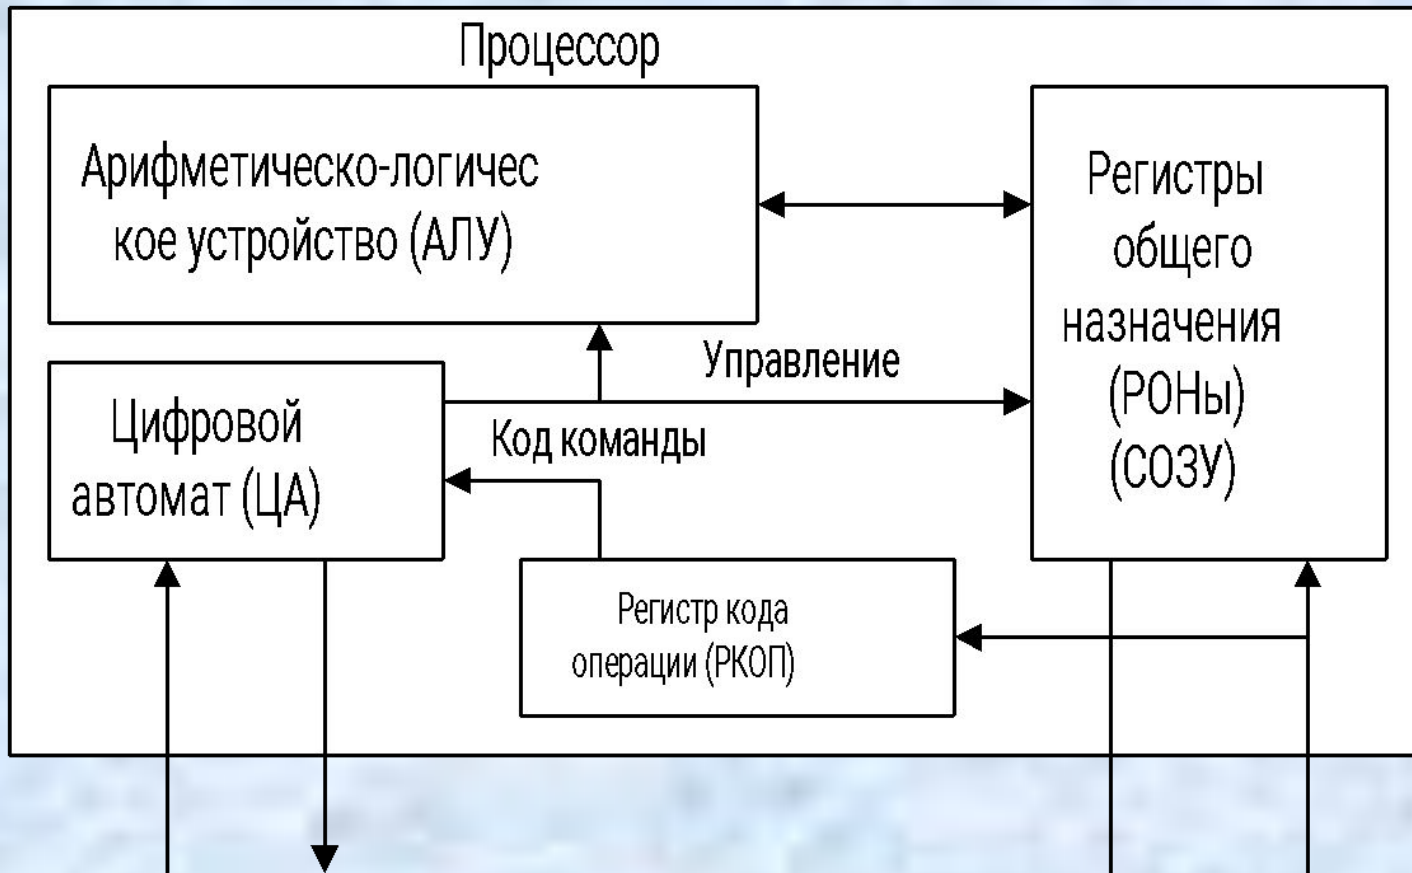 Процессор
Арифметическо-логичес
кое устройство (АЛУ)
Регистры
общего
назначения
(РОНы)
(СОЗУ)
Управление
Цифровой
автомат (ЦА)
Код команды
Регистр кода
операции (РКОП)